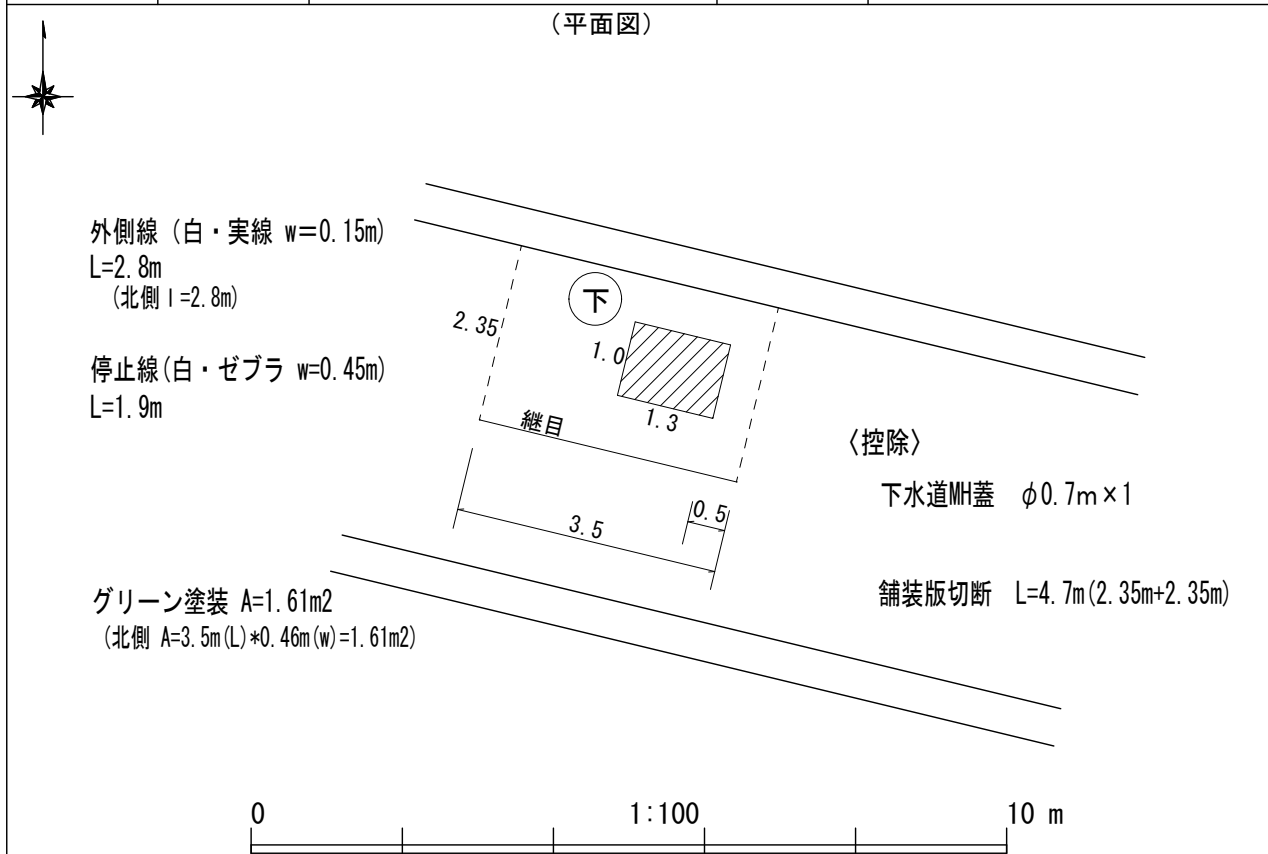 (平面図)
外側線 (白・実線 w=0.15m)
L=2.8m
(北側 l=2.8m)
停止線(白・ゼブラ w=0.45m)
L=1.9m
下
2.35
1.0
1.3
継目
〈控除〉
下水道MH蓋 φ0.7m×1
0.5
3.5
舗装版切断 L=4.7m(2.35m+2.35m)
グリーン塗装 A=1.61m2
(北側 A=3.5m(L)*0.46m(w)=1.61m2)
0 1:100 10 m